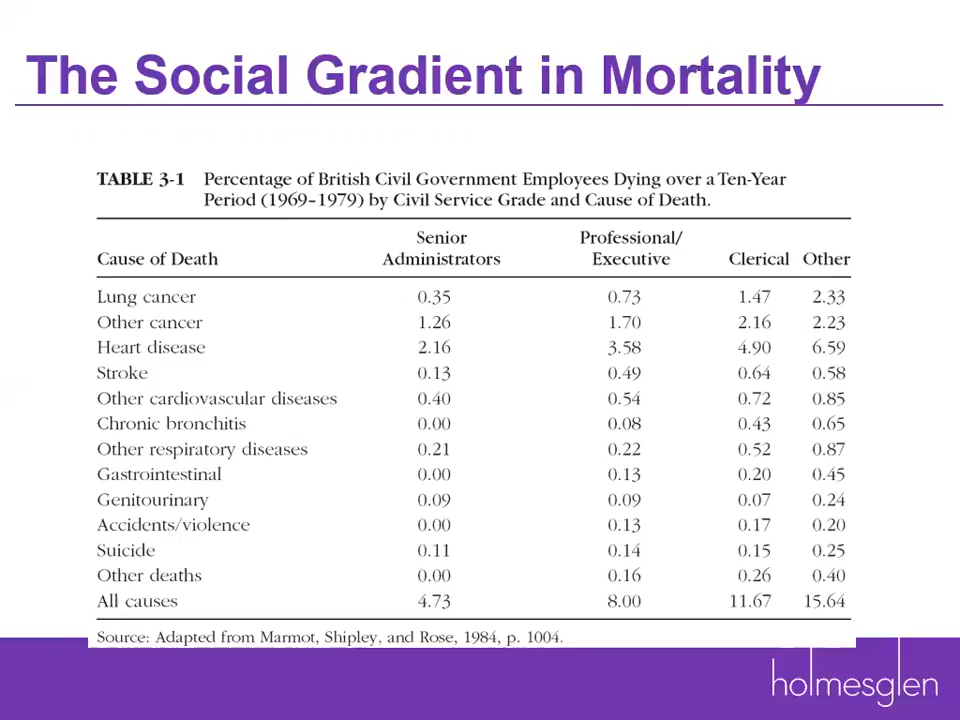 The Social Gradient in Mortality
TABLE 3-1 Percentage of British Civil Government Employees Dying over a Ten-Year
Period (1969–1979) by Civil Service Grade and Cause of Death.
Senior Professional/
Cause of Death Administrators Executive Clerical Other
Lung cancer 0.35 0.73 1.47 2.33
Other cancer 1.26 1.70 2.16 2.23
Heart disease 2.16 3.58 4.90 6.59
Stroke 0.13 0.49 0.64 0.58
Other cardiovascular diseases 0.40 0.54 0.72 0.85
Chronic bronchitis 0.00 0.08 0.43 0.65
Other respiratory diseases 0.21 0.22 0.52 0.87
Gastrointestinal 0.00 0.13 0.20 0.45
Genitourinary 0.09 0.09 0.07 0.24
Accidents/violence 0.00 0.13 0.17 0.20
Suicide 0.11 0.14 0.15 0.25
Other deaths 0.00 0.16 0.26 0.40
All causes 4.73 8.00 11.67 15.64
Source: Adapted from Marmot, Shipley, and Rose, 1984, p. 1004.
holmesglen